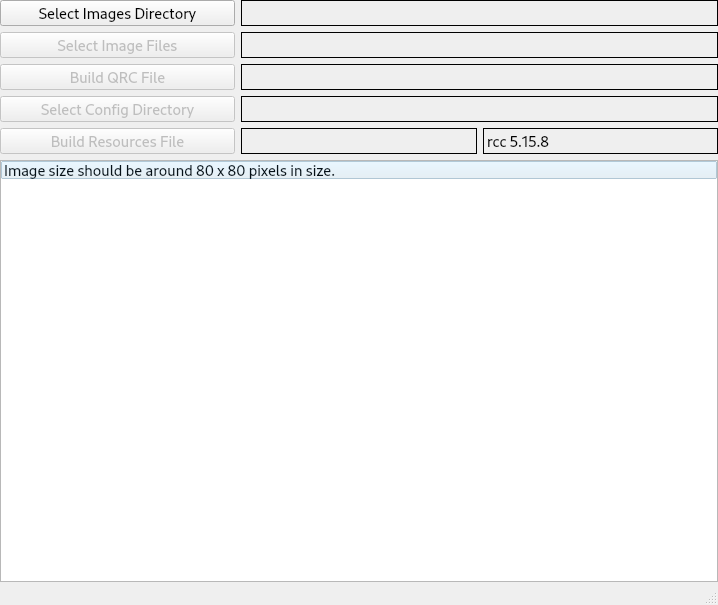 Select Images Directory
Select Image Files
Build QRC File
Select Config Directory
Build Resources File
rcc 5.15.8
Image size should be around 80 x 80 pixels in size.